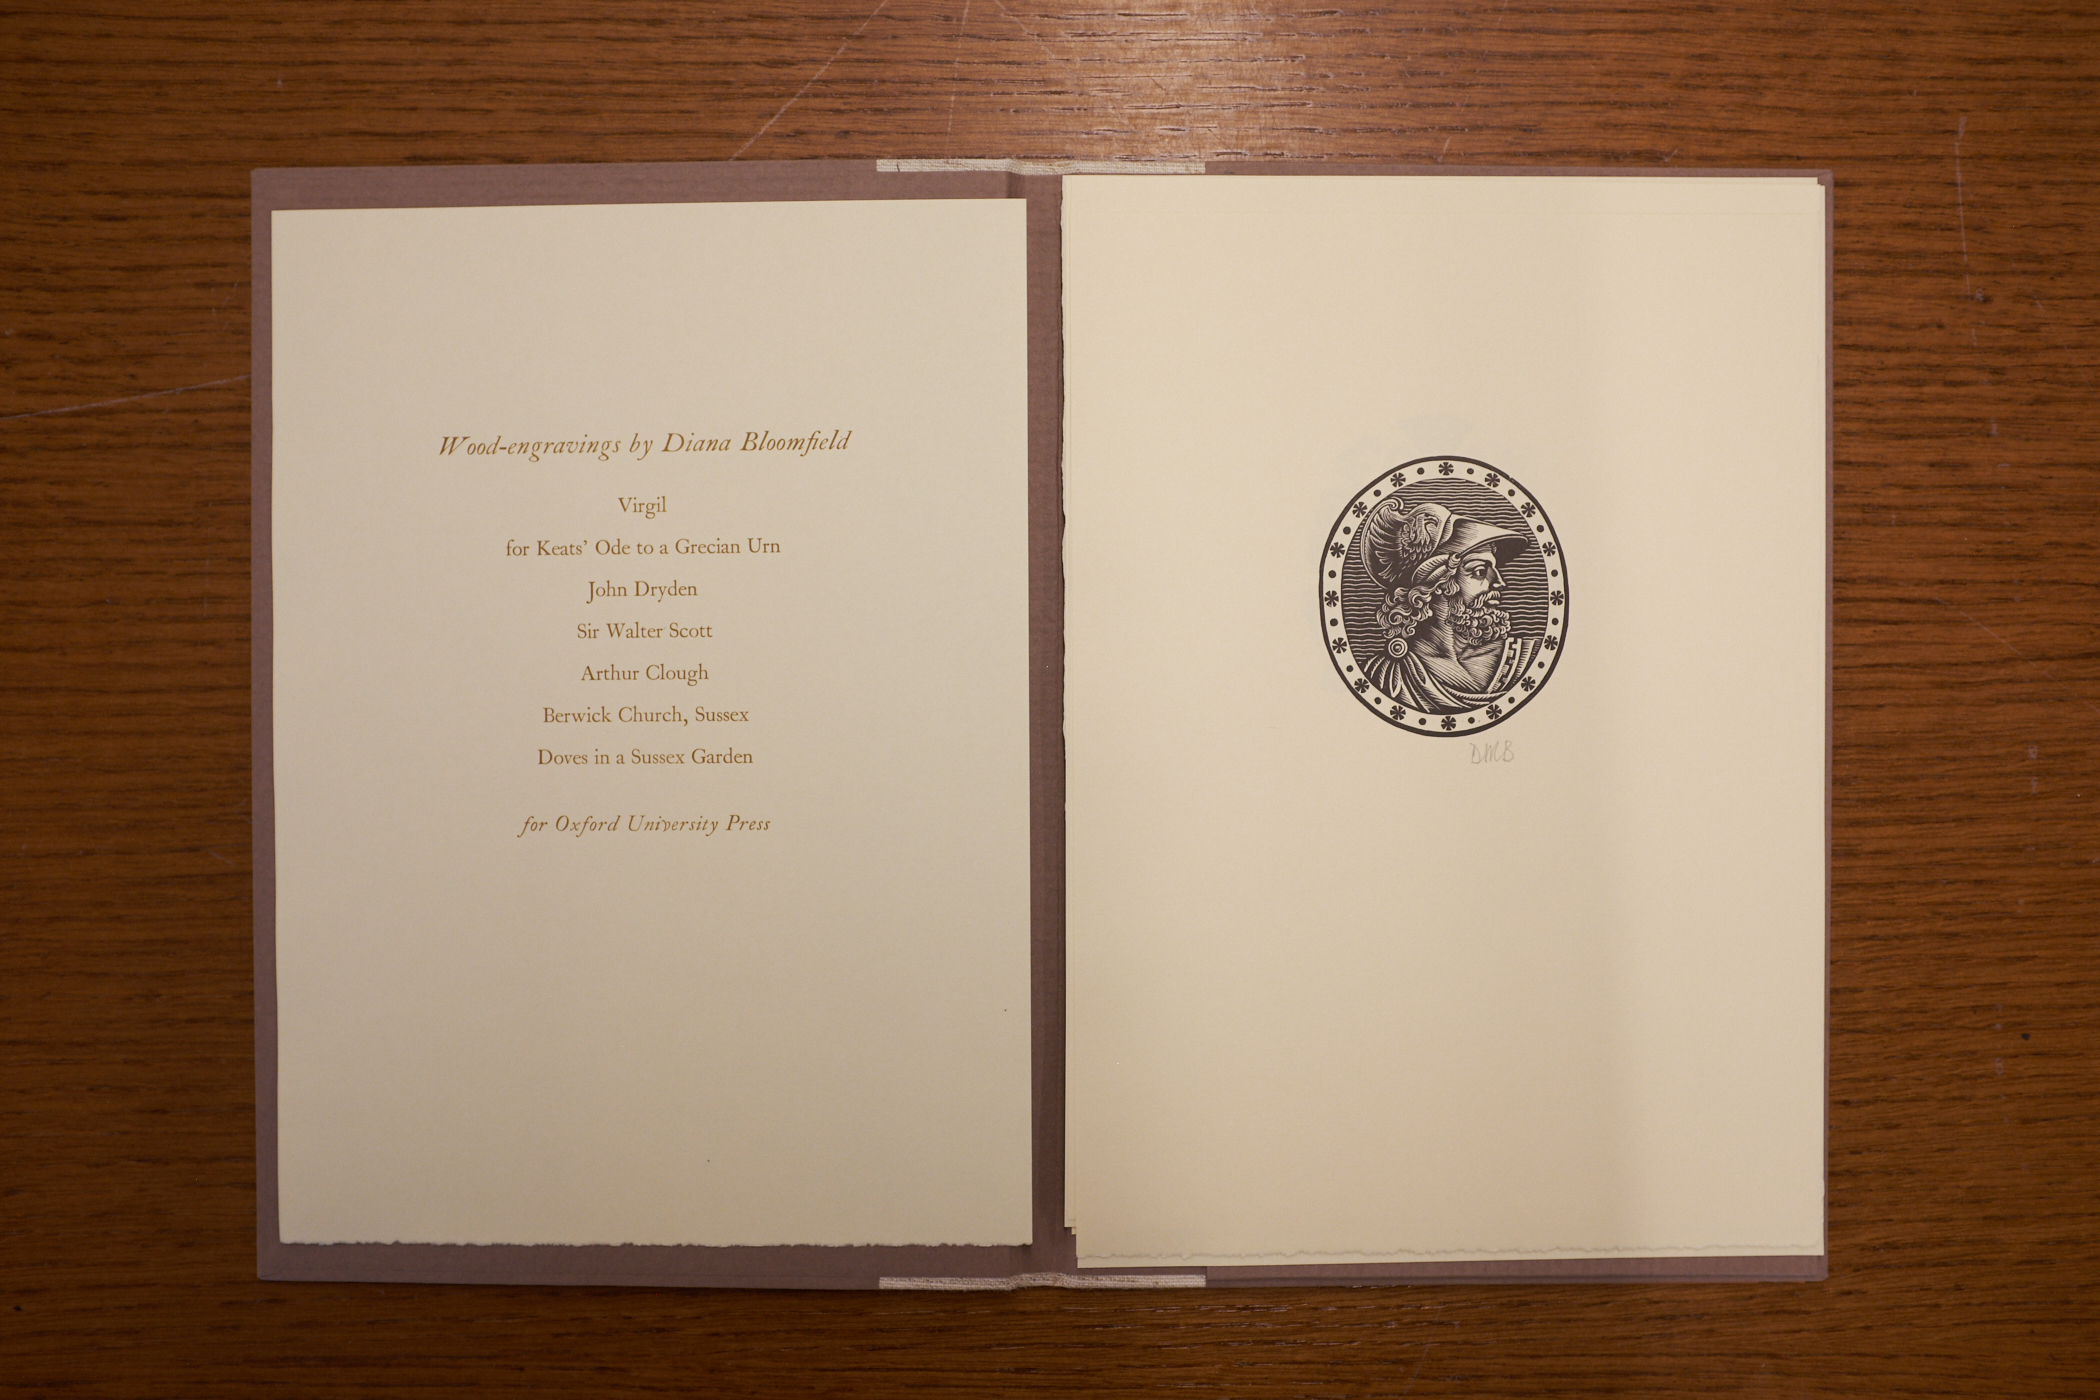 Wood-engravings by Diana Bloomfield
Virgil
for Keats’ Ode to a Grecian Urn
John Dryden
Sir Walter Scott
Arthur Clough
Berwick Church, Sussex
Doves in a Sussex Garden
for Oxford University Press
DMB